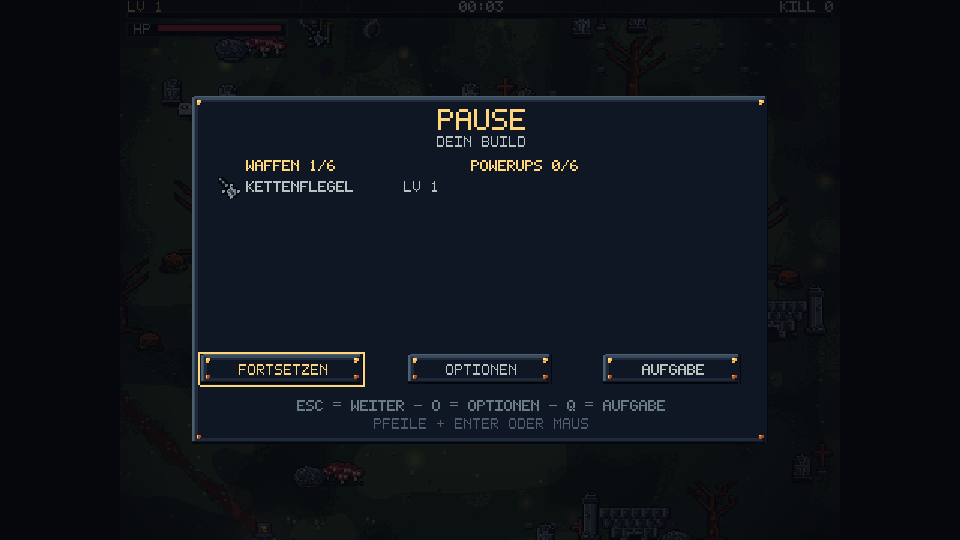 LV 1 00:03 KILL 0
HP
PAUSE
DEIN BUILD
WAFFEN 1/6 POWERUPS 0/6
KETTENFLEGEL LV 1
FORTSETZEN OPTIONEN AUFGABE
ESC = WEITER - O = OPTIONEN - Q = AUFGABE
PFEILE + ENTER ODER MAUS